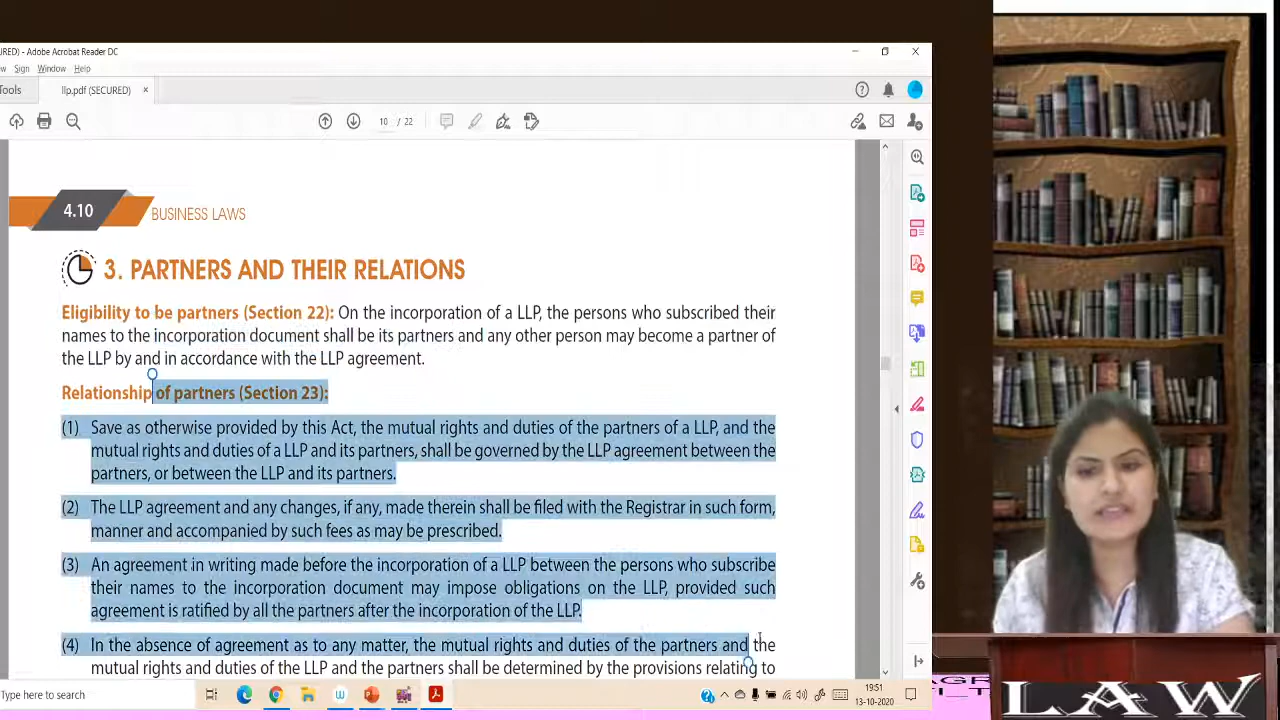 URED) - Adobe Acrobat Reader DC
w Sign Window Help
Tools
llp.pdf (SECURED) ×
10 / 22
4.10 BUSINESS LAWS
3. PARTNERS AND THEIR RELATIONS
Eligibility to be partners (Section 22): On the incorporation of a LLP, the persons who subscribed their
names to the incorporation document shall be its partners and any other person may become a partner of
the LLP by and in accordance with the LLP agreement.
Relationship of partners (Section 23):
(1) Save as otherwise provided by this Act, the mutual rights and duties of the partners of a LLP, and the
mutual rights and duties of a LLP and its partners, shall be governed by the LLP agreement between the
partners, or between the LLP and its partners.
(2) The LLP agreement and any changes, if any, made therein shall be filed with the Registrar in such form,
manner and accompanied by such fees as may be prescribed.
(3) An agreement in writing made before the incorporation of a LLP between the persons who subscribe
their names to the incorporation document may impose obligations on the LLP, provided such
agreement is ratified by all the partners after the incorporation of the LLP.
(4) In the absence of agreement as to any matter, the mutual rights and duties of the partners and the
mutual rights and duties of the LLP and the partners shall be determined by the provisions relating to
here to search
19:51
13-10-2020
LAW